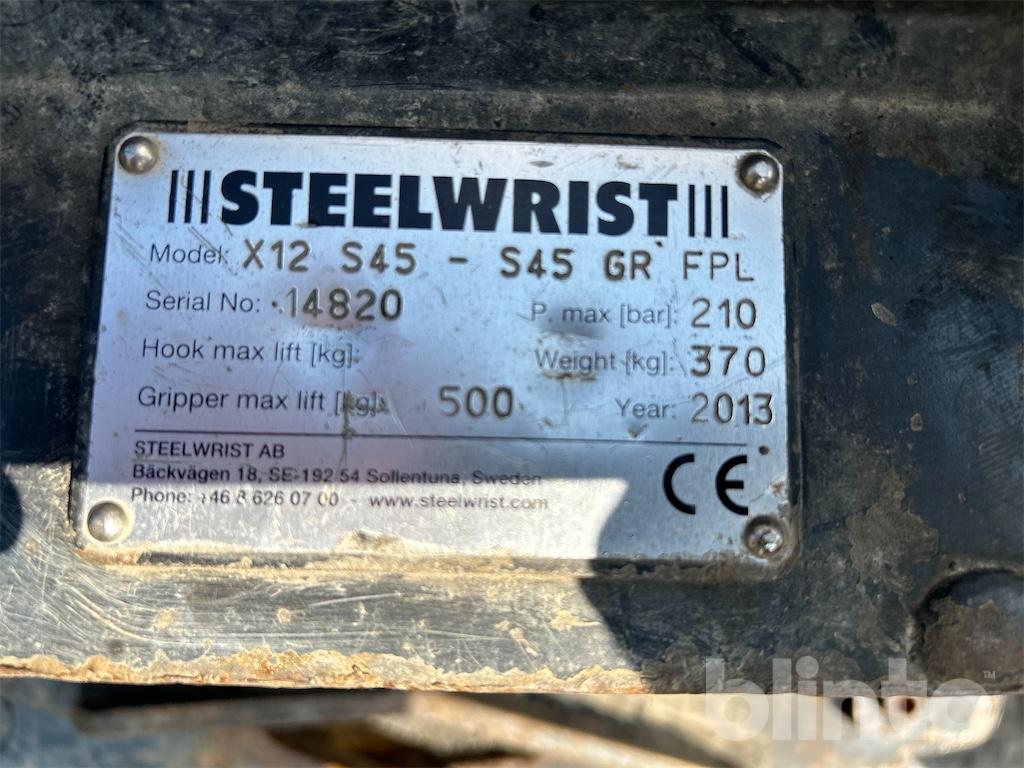 STEELWRIST
Model: X12 S45 - S45 GR FPL
Serial No: 14820 P. max [bar]: 210
Hook max lift [kg]: Weight [kg]: 370
Gripper max lift [kg]: 500 Year: 2013
STEELWRIST AB
Bäckvägen 18, SE-192 54 Sollentuna, Sweden
Phone: +46 8 626 07 00 - www.steelwrist.com
CE
blinto™